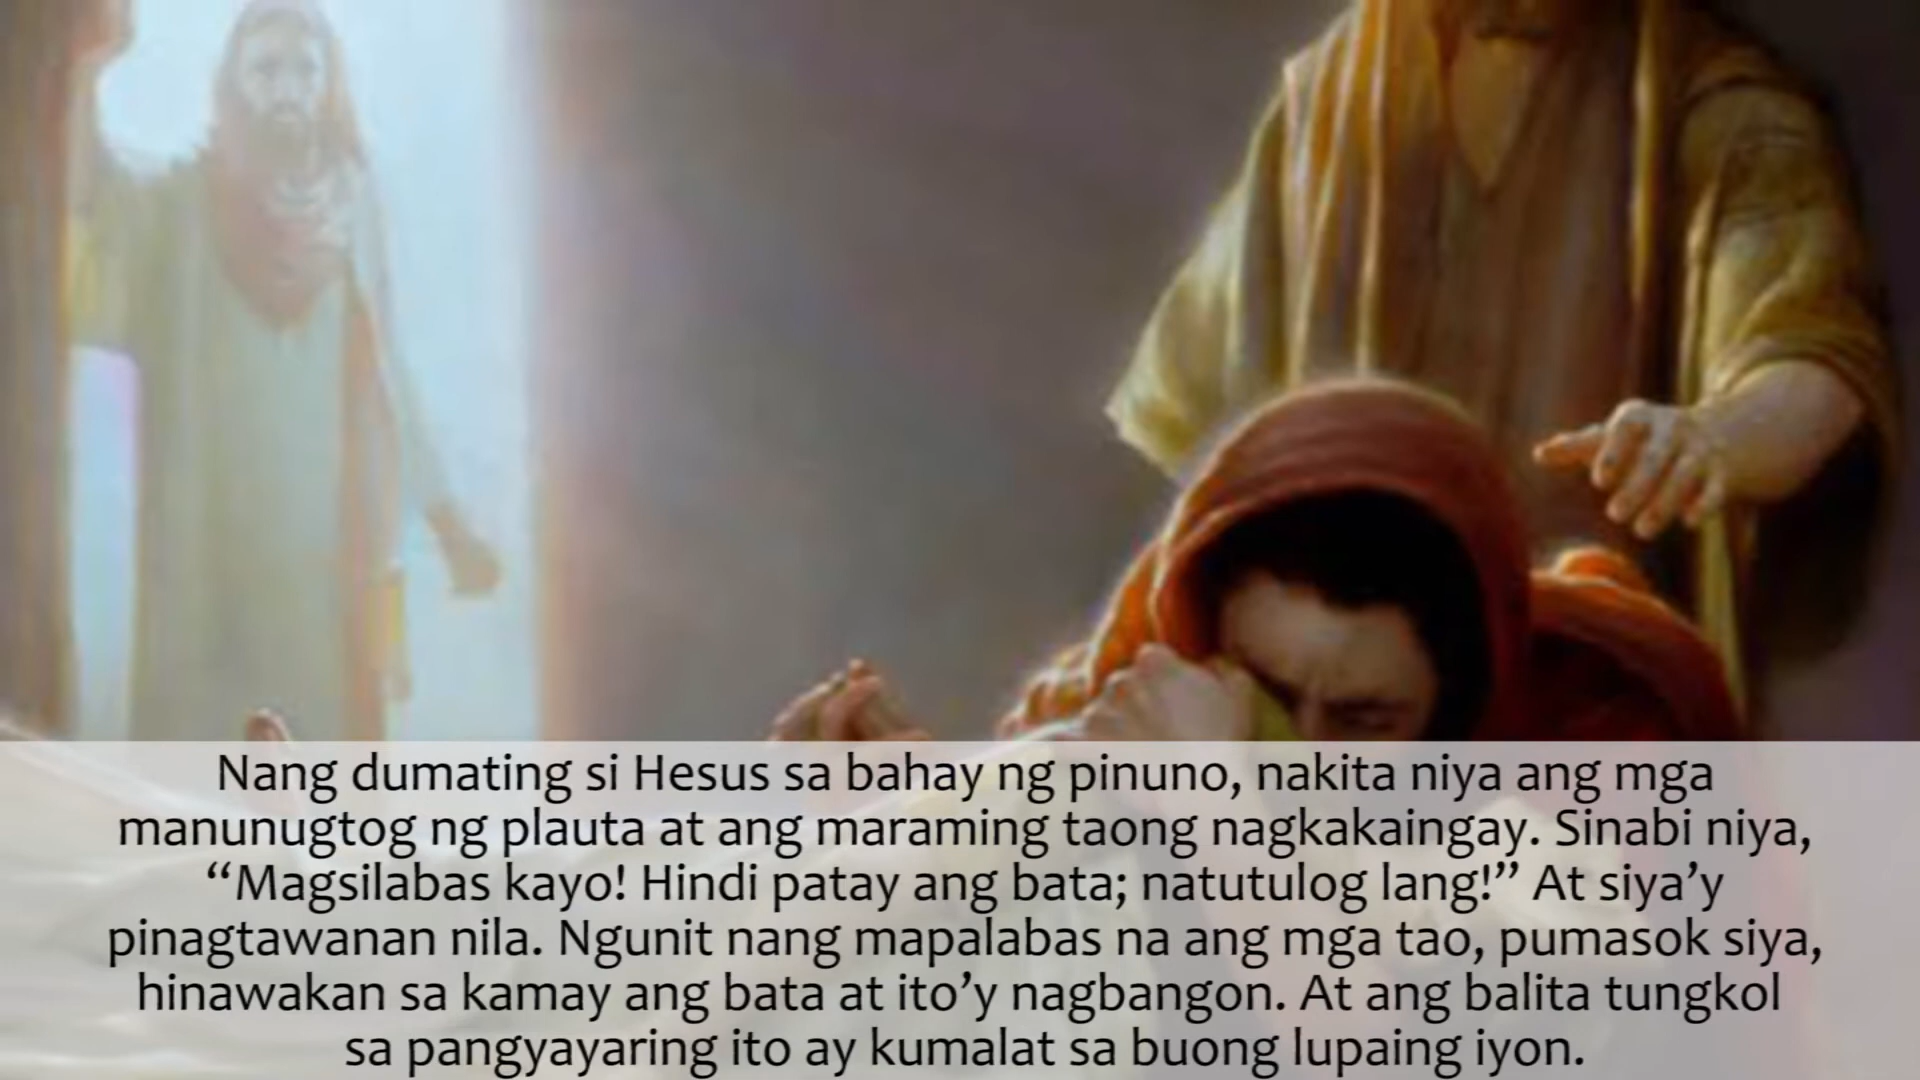 Nang dumating si Hesus sa bahay ng pinuno, nakita niya ang mga
manunugtog ng plauta at ang maraming taong nagkakaingay. Sinabi niya,
“Magsilabas kayo! Hindi patay ang bata; natutulog lang!” At siya’y
pinagtawanan nila. Ngunit nang mapalabas na ang mga tao, pumasok siya,
hinawakan sa kamay ang bata at ito’y nagbangon. At ang balita tungkol
sa pangyayaring ito ay kumalat sa buong lupaing iyon.